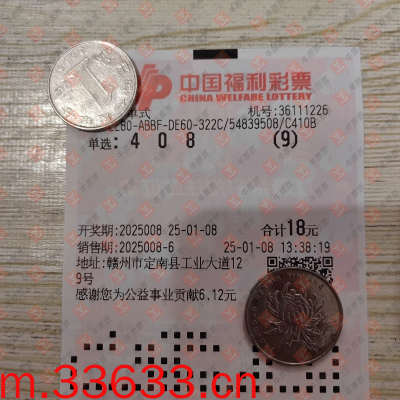 中国福利彩票
CHINA WELFARE LOTTERY
单式
机号:36111226
60-ABBF-DE60-322C/54839508/C410B
单选: 4 0 8 (9)
开奖期:2025008 25-01-08 合计18元
销售期:2025008-6 25-01-08 13:38:19
地址:赣州市定南县工业大道12
9号
感谢您为公益事业贡献6.12元
m.33633.cn